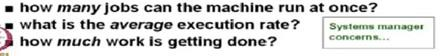 how many jobs can the machine run at once?
what is the average execution rate?
how much work is getting done?
Systems manager
concerns...